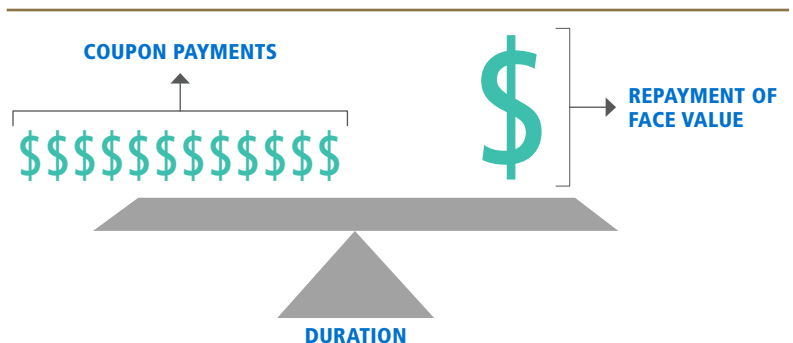 COUPON PAYMENTS
$$$$$$$$$$$$
$
REPAYMENT OF
FACE VALUE
DURATION